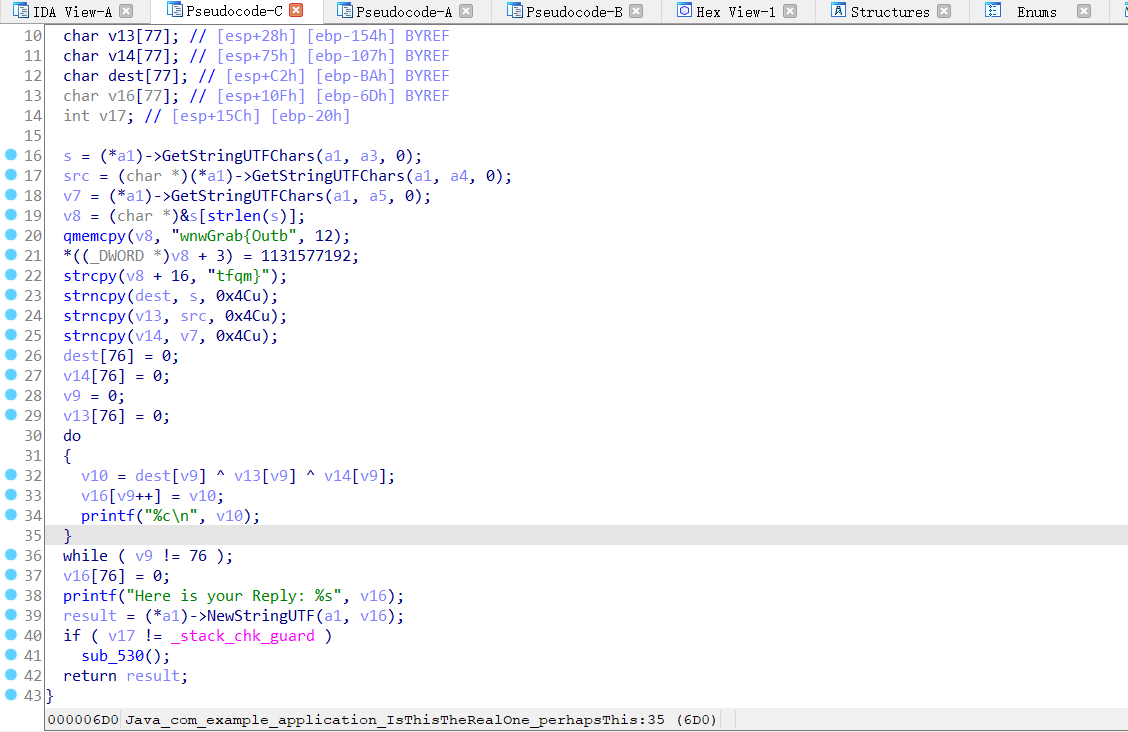 IDA View-A Pseudocode-C Pseudocode-A Pseudocode-B Hex View-1 Structures Enums
10 char v13[77]; // [esp+28h] [ebp-154h] BYREF
11 char v14[77]; // [esp+75h] [ebp-107h] BYREF
12 char dest[77]; // [esp+C2h] [ebp-BAh] BYREF
13 char v16[77]; // [esp+10Fh] [ebp-6Dh] BYREF
14 int v17; // [esp+15Ch] [ebp-20h]
15
16 s = (*a1)->GetStringUTFChars(a1, a3, 0);
17 src = (char *)(*a1)->GetStringUTFChars(a1, a4, 0);
18 v7 = (*a1)->GetStringUTFChars(a1, a5, 0);
19 v8 = (char *)&s[strlen(s)];
20 qmemcpy(v8, "wnwGrab{Outb", 12);
21 *((_DWORD *)v8 + 3) = 1131577192;
22 strcpy(v8 + 16, "tfqm}");
23 strncpy(dest, s, 0x4Cu);
24 strncpy(v13, src, 0x4Cu);
25 strncpy(v14, v7, 0x4Cu);
26 dest[76] = 0;
27 v14[76] = 0;
28 v9 = 0;
29 v13[76] = 0;
30 do
31 {
32 v10 = dest[v9] ^ v13[v9] ^ v14[v9];
33 v16[v9++] = v10;
34 printf("%c\n", v10);
35 }
36 while ( v9 != 76 );
37 v16[76] = 0;
38 printf("Here is your Reply: %s", v16);
39 result = (*a1)->NewStringUTF(a1, v16);
40 if ( v17 != _stack_chk_guard )
41 sub_530();
42 return result;
43 }
000006D0 Java_com_example_application_IsThisTheRealOne_perhapsThis:35 (6D0)